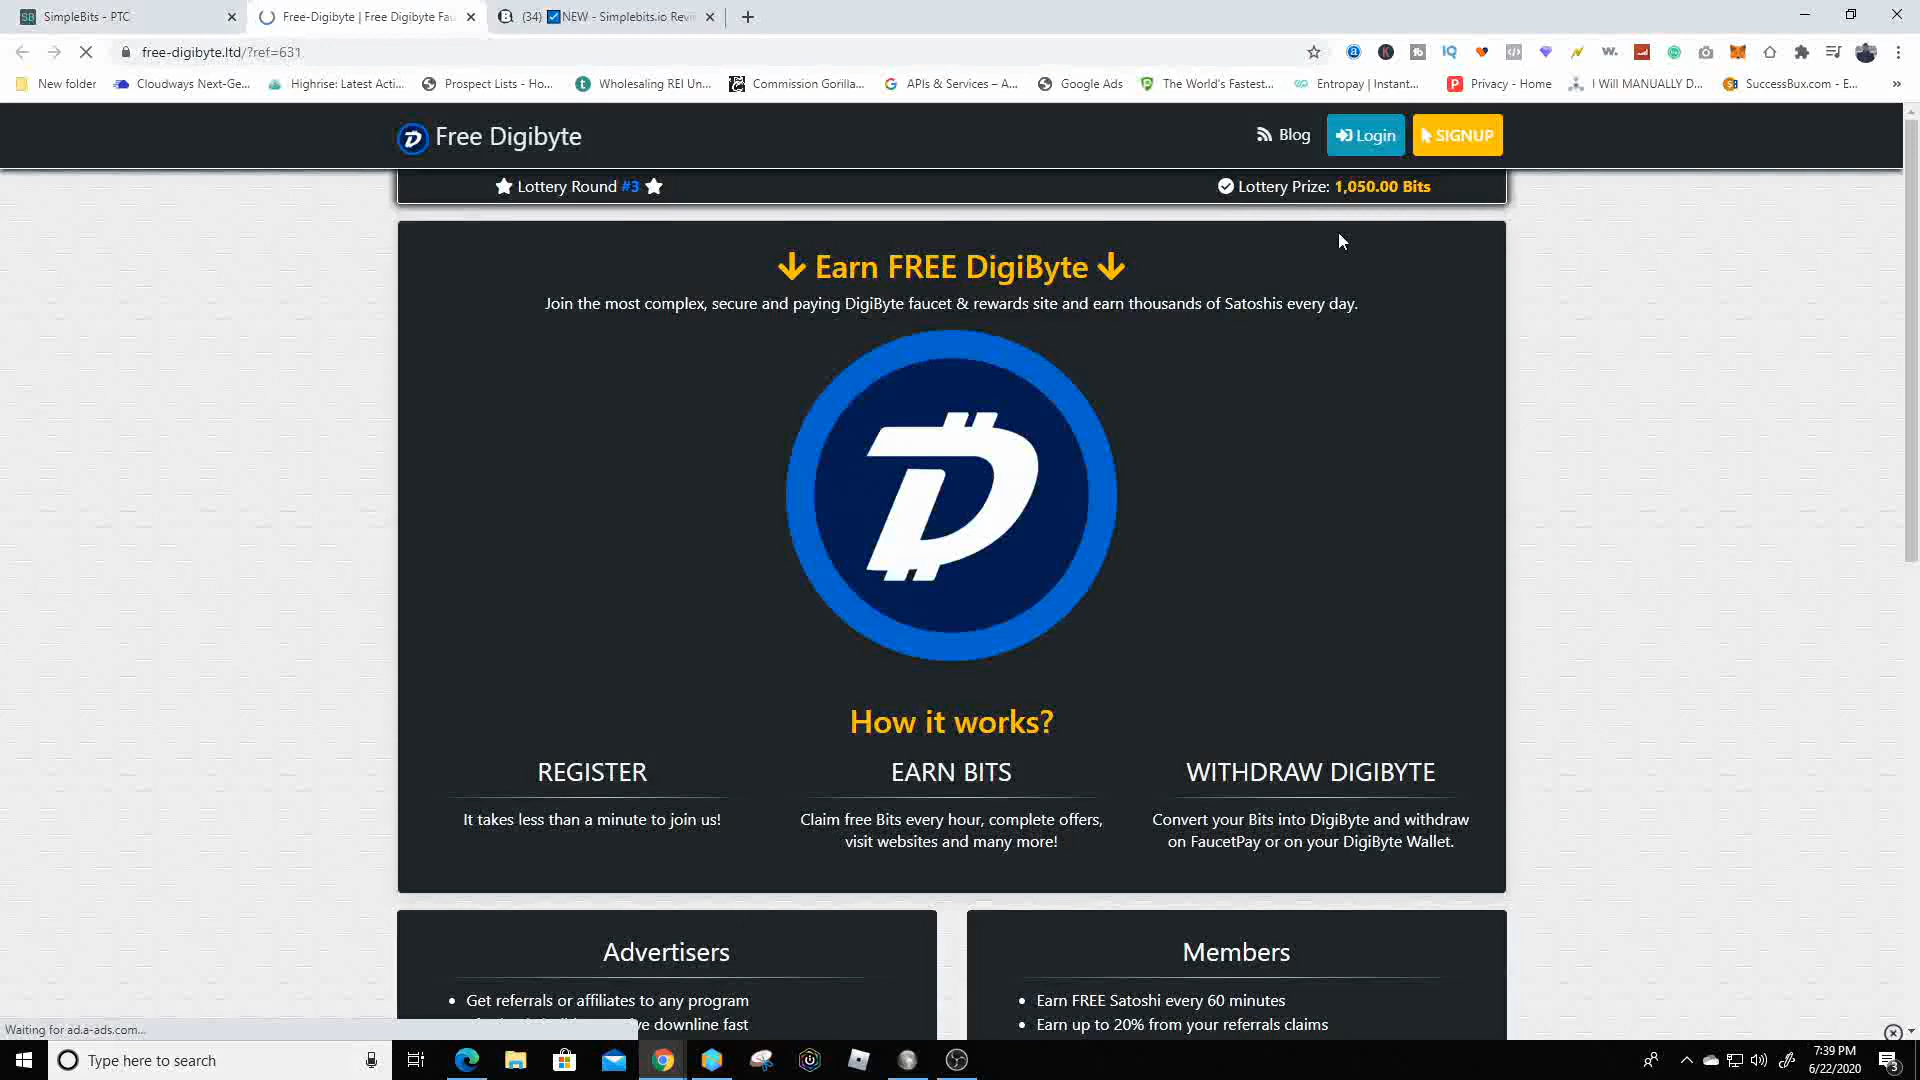 SimpleBits - PTC
Free-Digibyte | Free Digibyte Fau
(34) ✅NEW - Simplebits.io Rev
free-digibyte.ltd/?ref=631
New folder
Cloudways Next-Ge...
Highrise: Latest Acti...
Prospect Lists - Ho...
Wholesaling REI Un...
Commission Gorilla...
APIs & Services – A...
Google Ads
The World's Fastest...
Entropay | Instant...
Privacy - Home
I Will MANUALLY D...
SuccessBux.com - E...
Free Digibyte
Blog
Login
SIGNUP
Lottery Round #3
Lottery Prize: 1,050.00 Bits
Earn FREE DigiByte
Join the most complex, secure and paying DigiByte faucet & rewards site and earn thousands of Satoshis every day.
How it works?
REGISTER
It takes less than a minute to join us!
EARN BITS
Claim free Bits every hour, complete offers,
visit websites and many more!
WITHDRAW DIGIBYTE
Convert your Bits into DigiByte and withdraw
on FaucetPay or on your DigiByte Wallet.
Advertisers
• Get referrals or affiliates to any program
downline fast
Members
• Earn FREE Satoshi every 60 minutes
• Earn up to 20% from your referrals claims
Waiting for ad.a-ads.com...
Type here to search
7:39 PM
6/22/2020
3